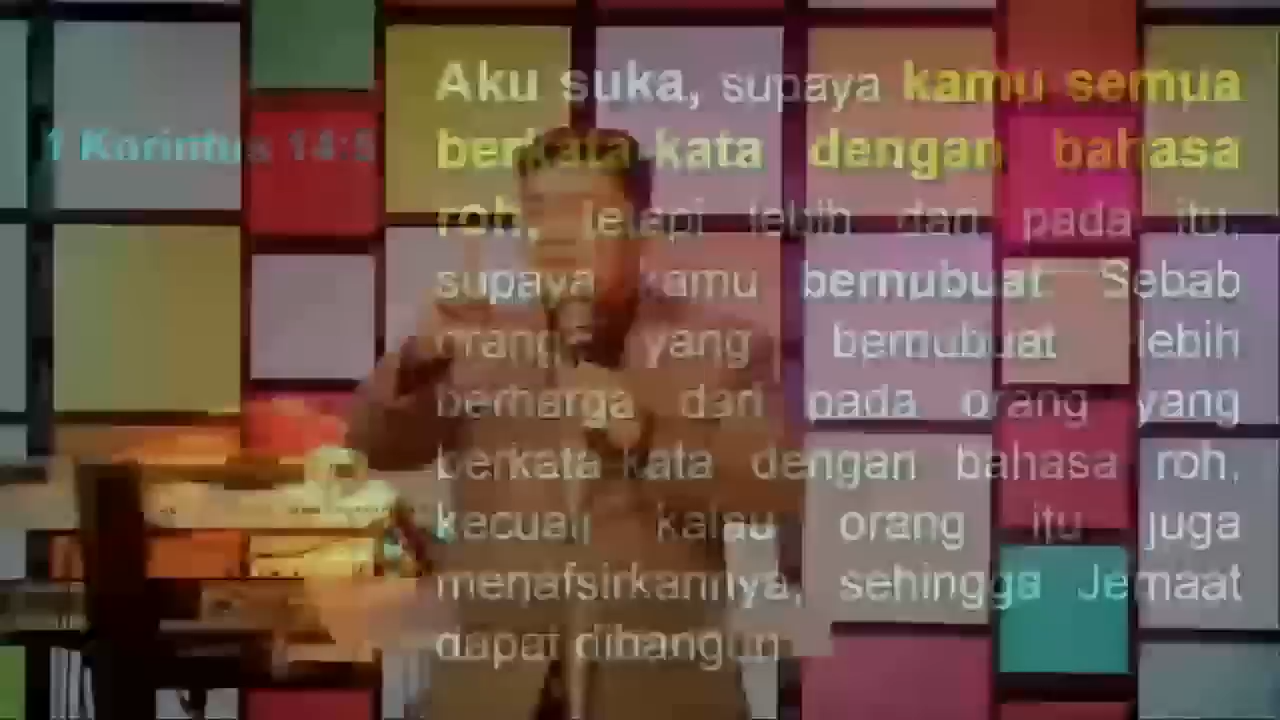 1 Korintus 14:5
Aku suka, supaya kamu semua
berkata-kata dengan bahasa
roh, tetapi lebih dari pada itu,
supaya kamu bernubuat. Sebab
orang yang bernubuat lebih
berharga dari pada orang yang
berkata-kata dengan bahasa roh,
kecuali kalau orang itu juga
menafsirkannya, sehingga Jemaat
dapat dibangun.